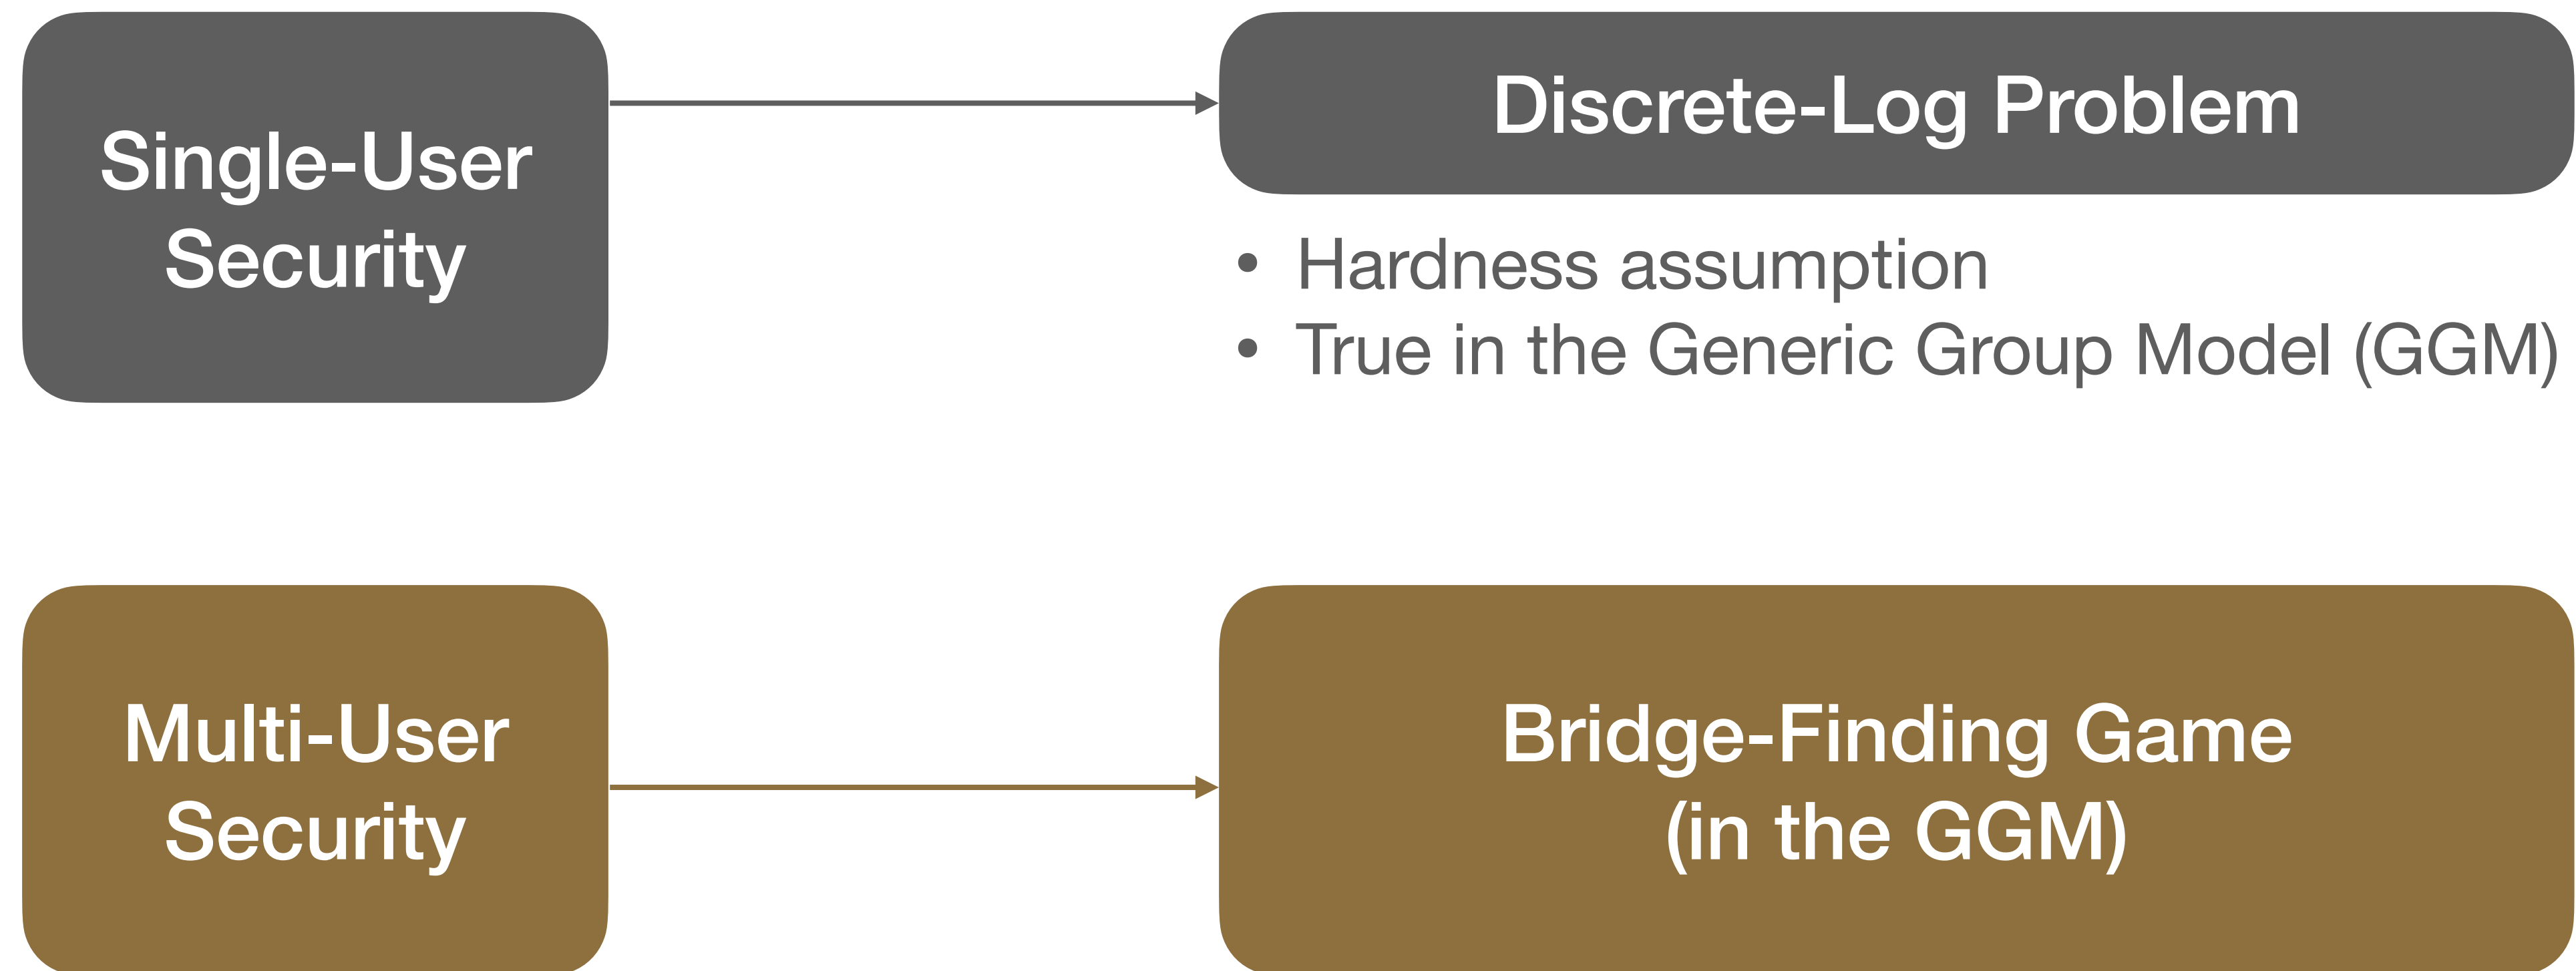 Single-User
Security
Discrete-Log Problem
• Hardness assumption
• True in the Generic Group Model (GGM)
Multi-User
Security
Bridge-Finding Game
(in the GGM)